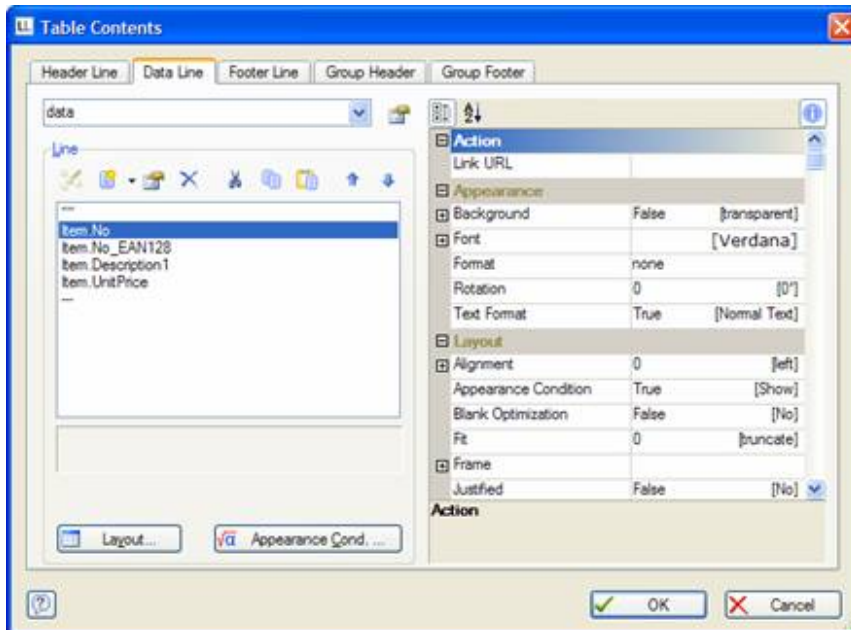 LL Table Contents
Header Line Data Line Footer Line Group Header Group Footer
data
Line
---
Item.No
Item.No_EAN128
Item.Description1
Item.UnitPrice
---
Layout...
√α Appearance Cond. ...
A Z
Action
Link URL
Appearance
Background False [transparent]
Font [Verdana]
Format none
Rotation 0 [0°]
Text Format True [Normal Text]
Layout
Alignment 0 [left]
Appearance Condition True [Show]
Blank Optimization False [No]
Fit 0 [truncate]
Frame
Justified False [No]
Action
? OK Cancel